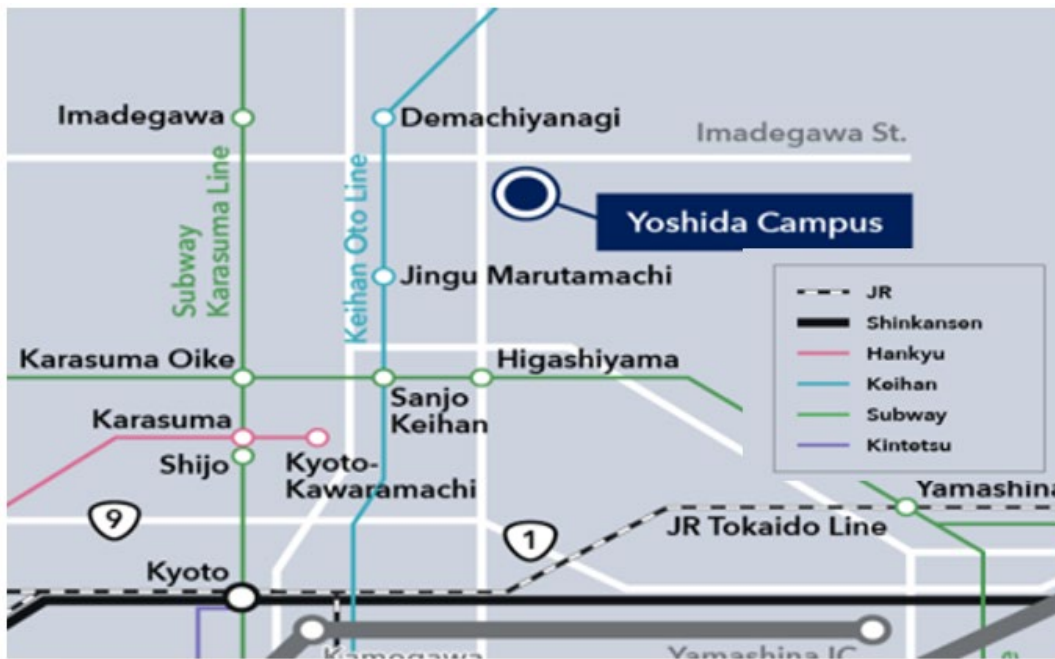 Imadegawa
Demachiyanagi
Imadegawa St.
Subway
Karasuma Line
Keihan Oto Line
Yoshida Campus
Jingu Marutamachi
JR
Shinkansen
Hankyu
Keihan
Subway
Kintetsu
Karasuma Oike
Higashiyama
Sanjo
Keihan
Karasuma
Shijo
Kyoto-
Kawaramachi
Yamashina
9
1
JR Tokaido Line
Kyoto
Kamogawa
Yamashina IC